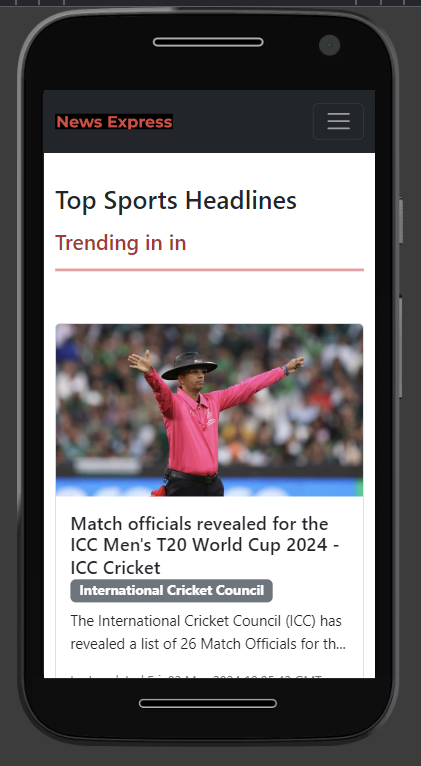 News Express
Top Sports Headlines
Trending in in
Match officials revealed for the
ICC Men's T20 World Cup 2024 -
ICC Cricket
International Cricket Council
The International Cricket Council (ICC) has
revealed a list of 26 Match Officials for th...